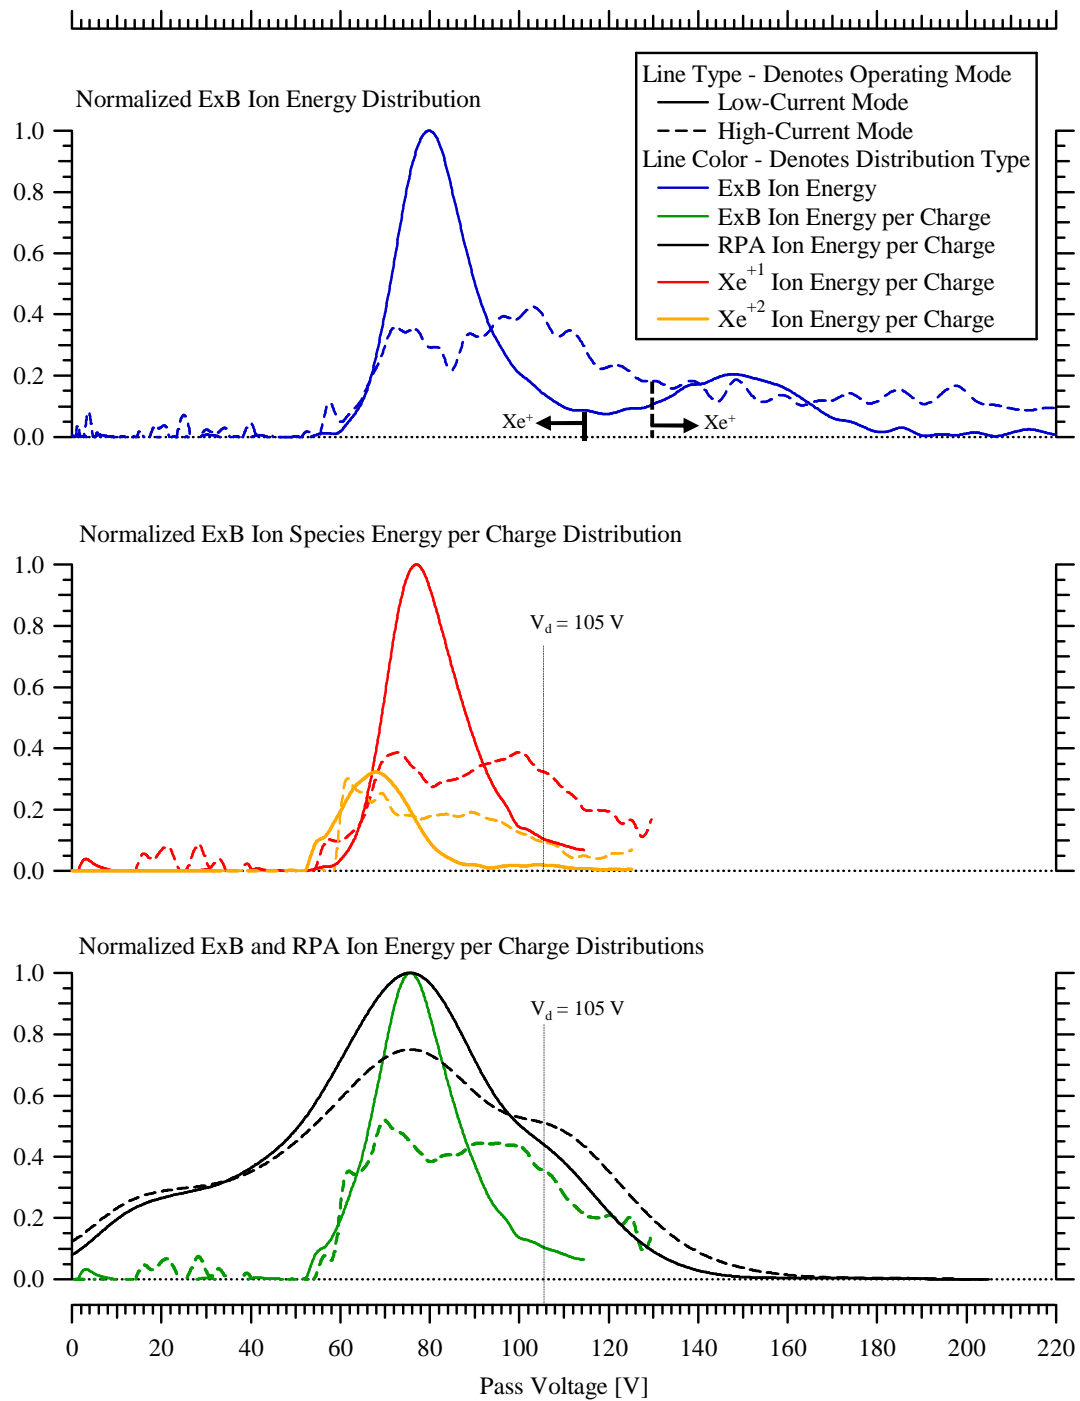 Line Type - Denotes Operating Mode
Low-Current Mode
High-Current Mode
Line Color - Denotes Distribution Type
ExB Ion Energy
ExB Ion Energy per Charge
RPA Ion Energy per Charge
Xe+1 Ion Energy per Charge
Xe+2 Ion Energy per Charge
Normalized ExB Ion Energy Distribution
1.0
0.8
0.6
0.4
0.2
0.0
Xe+
Xe+
Normalized ExB Ion Species Energy per Charge Distribution
1.0
0.8
0.6
0.4
0.2
0.0
Vd = 105 V
Normalized ExB and RPA Ion Energy per Charge Distributions
1.0
0.8
0.6
0.4
0.2
0.0
Vd = 105 V
0 20 40 60 80 100 120 140 160 180 200 220
Pass Voltage [V]